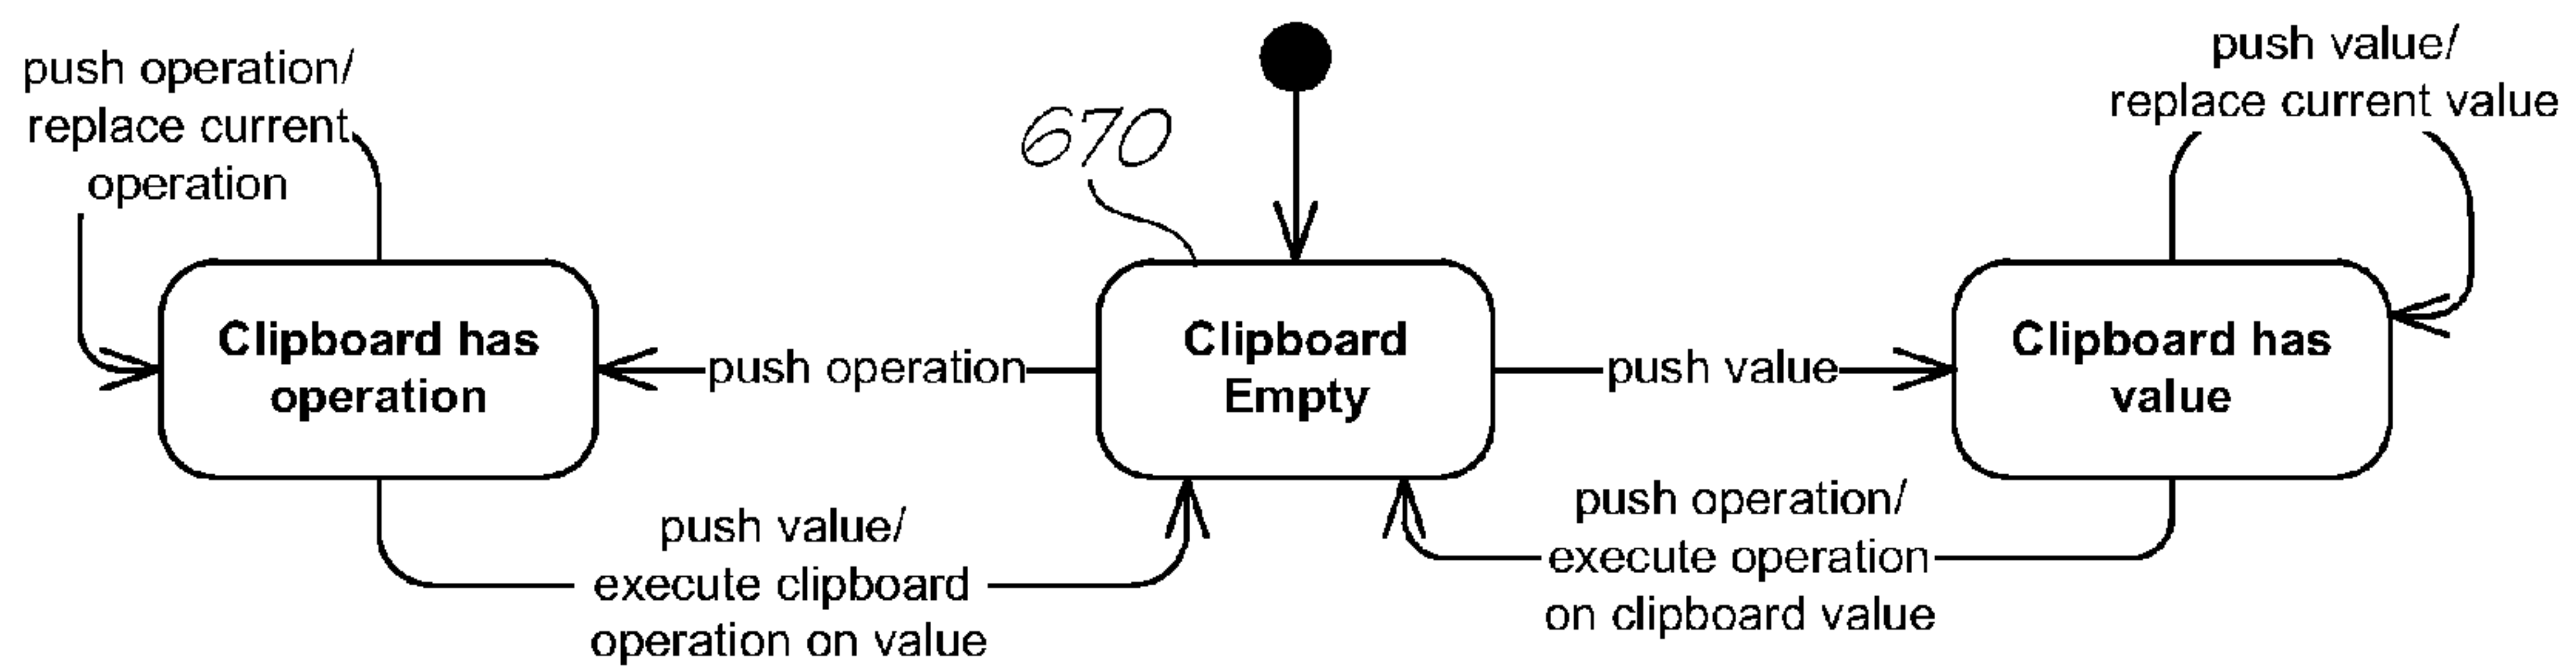 push operation/
replace current
operation
670
push value/
replace current value
Clipboard has
operation
push operation
Clipboard
Empty
push value
Clipboard has
value
push value/
execute clipboard
operation on value
push operation/
execute operation
on clipboard value